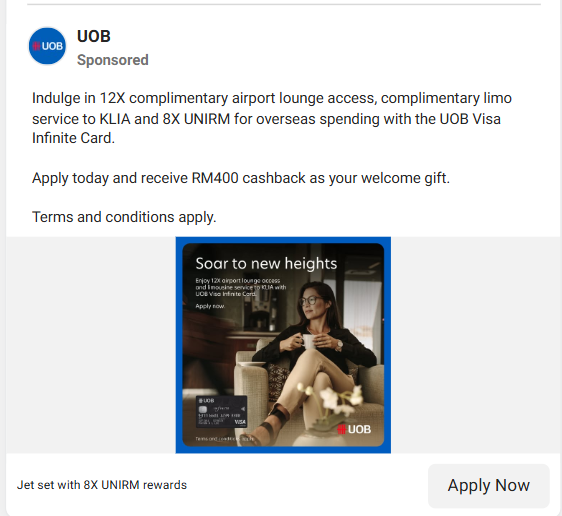 UOB
UOB
Sponsored
Indulge in 12X complimentary airport lounge access, complimentary limo
service to KLIA and 8X UNIRM for overseas spending with the UOB Visa
Infinite Card.
Apply today and receive RM400 cashback as your welcome gift.
Terms and conditions apply.
Soar to new heights
Enjoy 12X airport lounge access
and limousine service to KLIA with
UOB Visa Infinite Card.
Apply now.
UOB
VISA
UOB
Terms and conditions apply.
Jet set with 8X UNIRM rewards
Apply Now